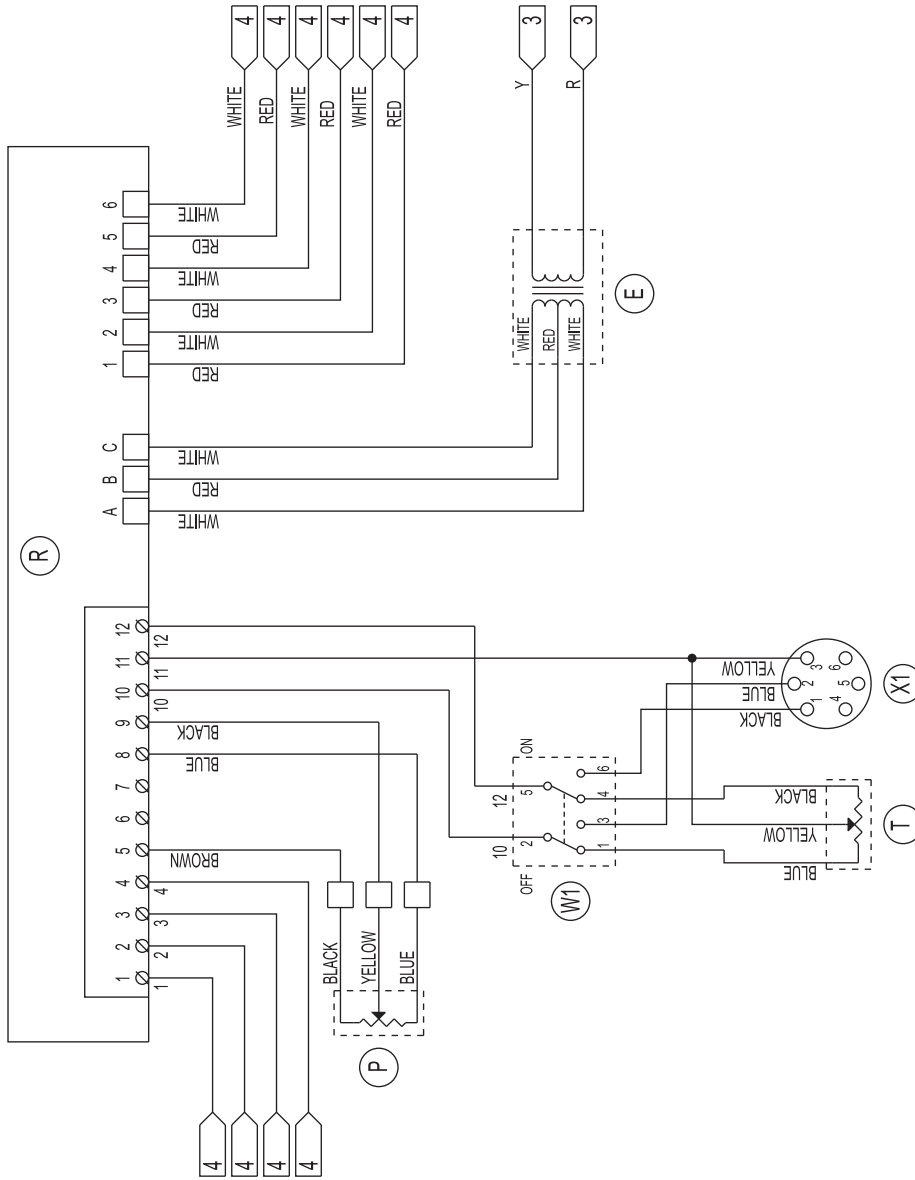 4 4 4 4 4 4 3 3
WHITE RED WHITE RED WHITE RED Y R
6 5 4 3 2 1
WHITE
RED
WHITE
RED
WHITE
RED
E
WHITE
RED
WHITE
C B A
WHITE
RED
WHITE
R
12 11 10 9 8 7 6 5 4 3 2 1
12
11
10
BLACK
BLUE
BROWN
4
3
2
1
BLACK
YELLOW
BLUE
P
4 4 4 4
12 10
ON
OFF
5 6
4
2 3
1
W1
YELLOW
BLUE
BLACK
3
2
1
6
5
4
X1
BLACK
YELLOW
BLUE
T